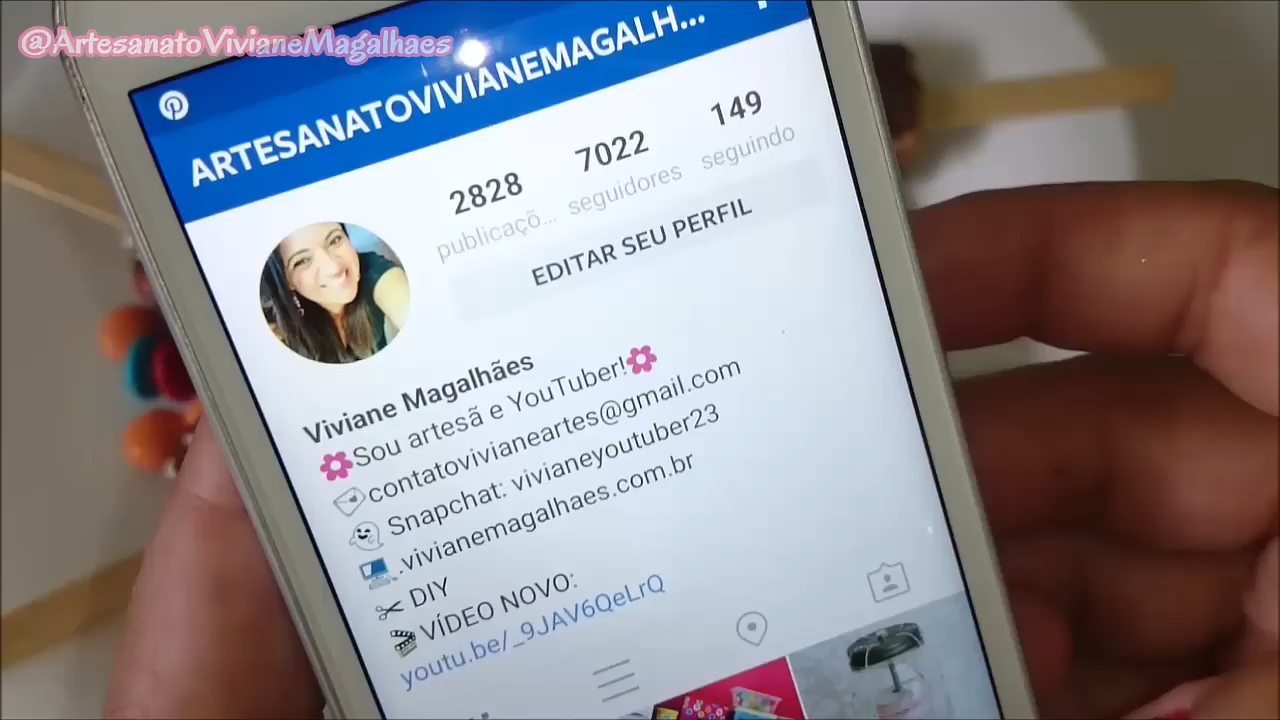 @ArtesanatoVivianeMagalhaes
ARTESANATOVIVIANEMAGALH...
2828 7022 149
publicaçõ... seguidores seguindo
EDITAR SEU PERFIL
Viviane Magalhães
Sou artesã e YouTuber!
contatovivianeartes@gmail.com
Snapchat: vivianeyoutuber23
.vivianemagalhaes.com.br
DIY
VÍDEO NOVO:
youtu.be/_9JAV6QeLrQ